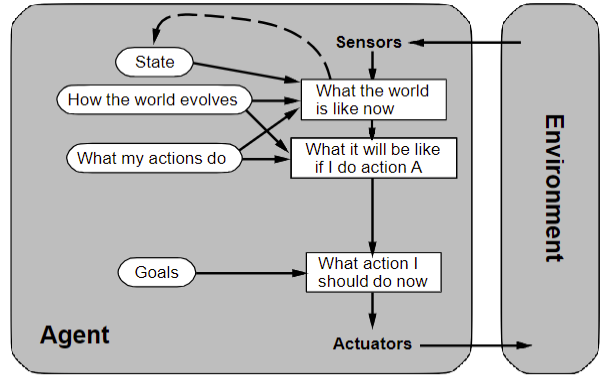 Sensors
State
What the world
is like now
How the world evolves
What it will be like
if I do action A
What my actions do
Environment
What action I
should do now
Goals
Agent
Actuators